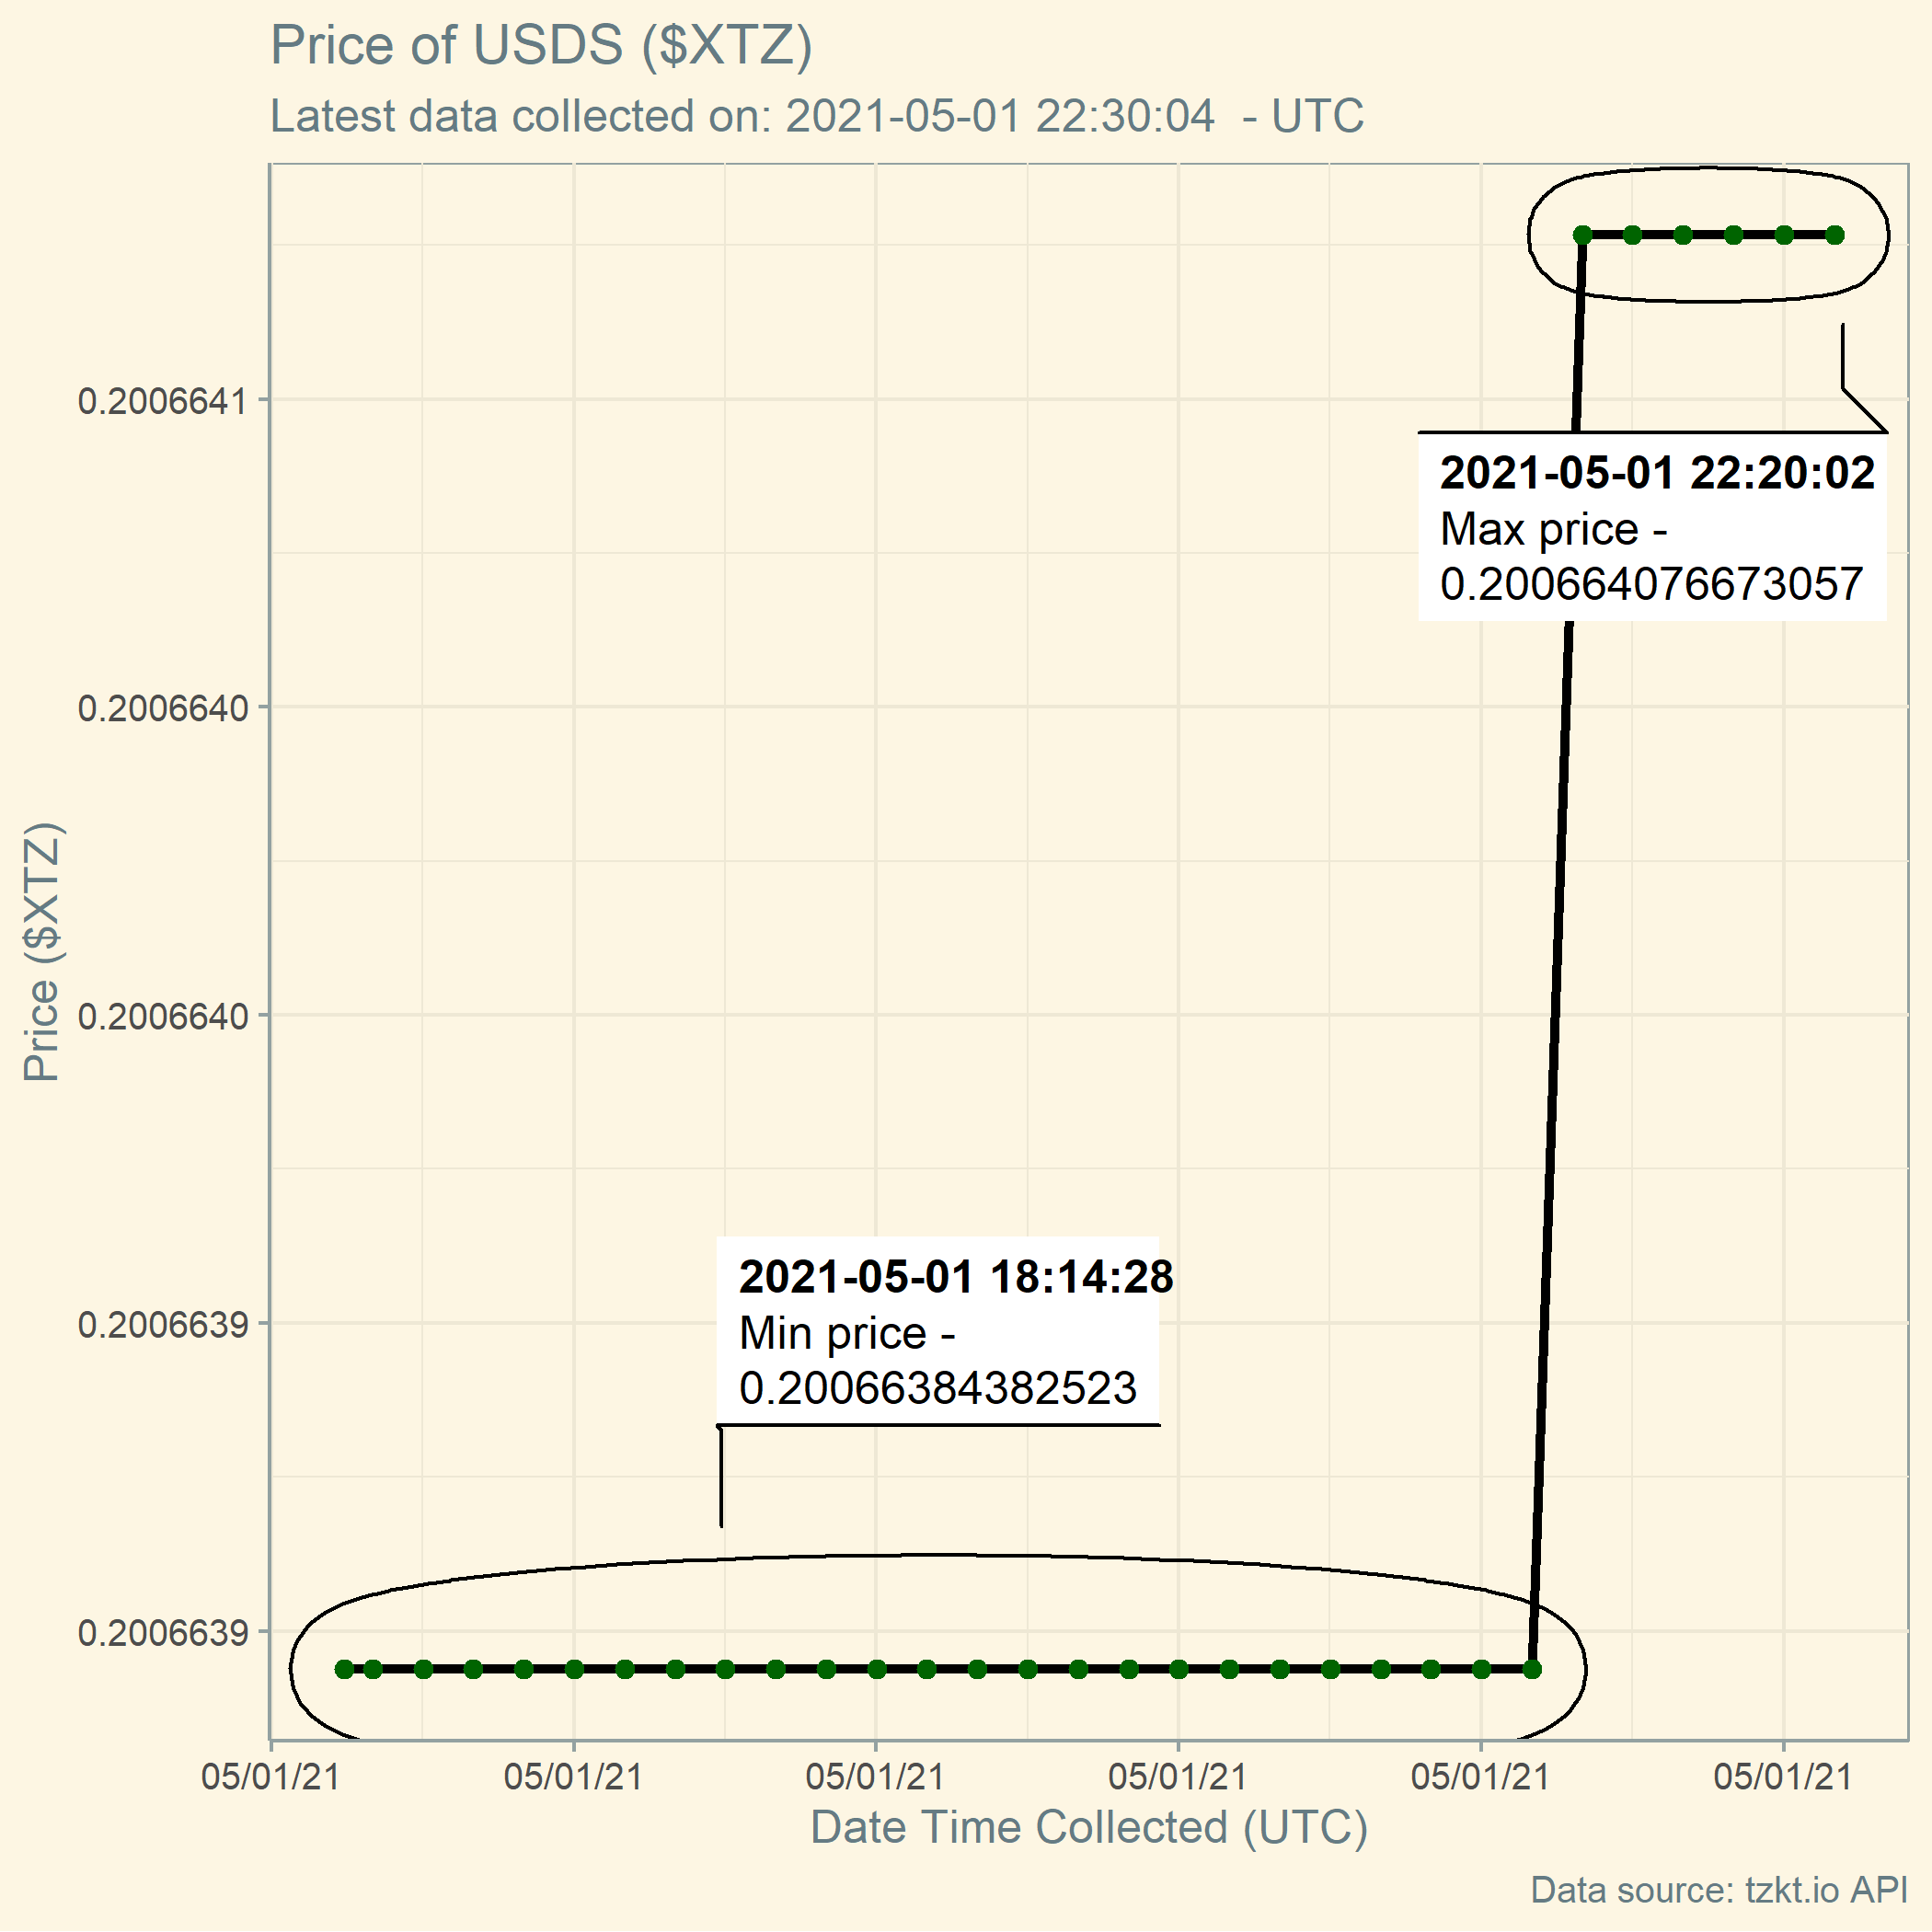 Price of USDS ($XTZ)
Latest data collected on: 2021-05-01 22:30:04  - UTC
0.2006641
0.2006640
0.2006640
0.2006639
0.2006639
Price ($XTZ)
2021-05-01 22:20:02
Max price -
0.200664076673057
2021-05-01 18:14:28
Min price -
0.20066384382523
05/01/21 05/01/21 05/01/21 05/01/21 05/01/21 05/01/21
Date Time Collected (UTC)
Data source: tzkt.io API